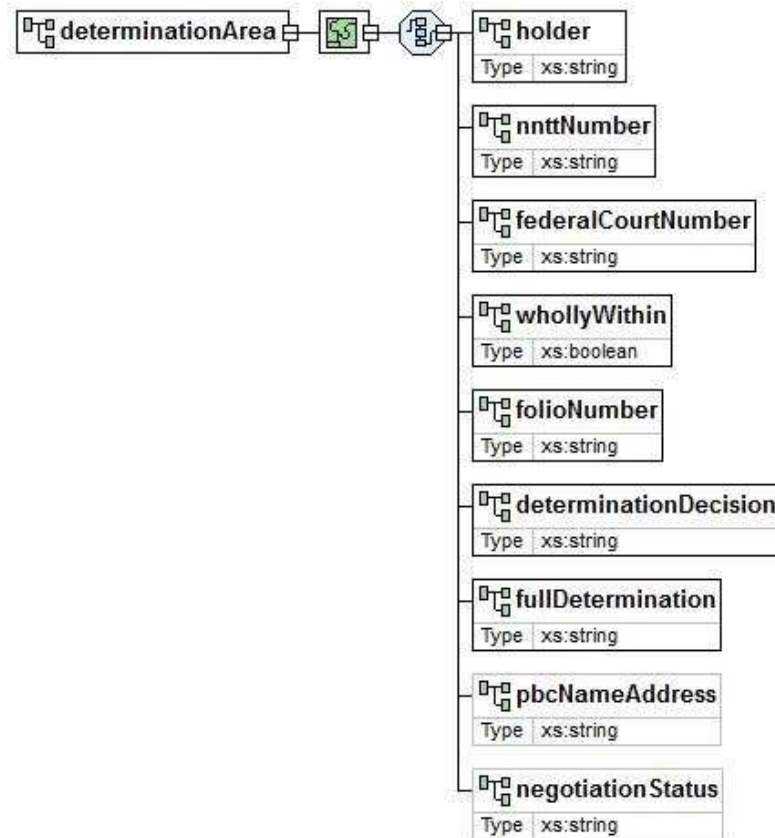 determinationArea
holder
Type xs:string
nnttNumber
Type xs:string
federalCourtNumber
Type xs:string
whollyWithin
Type xs:boolean
folioNumber
Type xs:string
determinationDecision
Type xs:string
fullDetermination
Type xs:string
pbcNameAddress
Type xs:string
negotiationStatus
Type xs:string